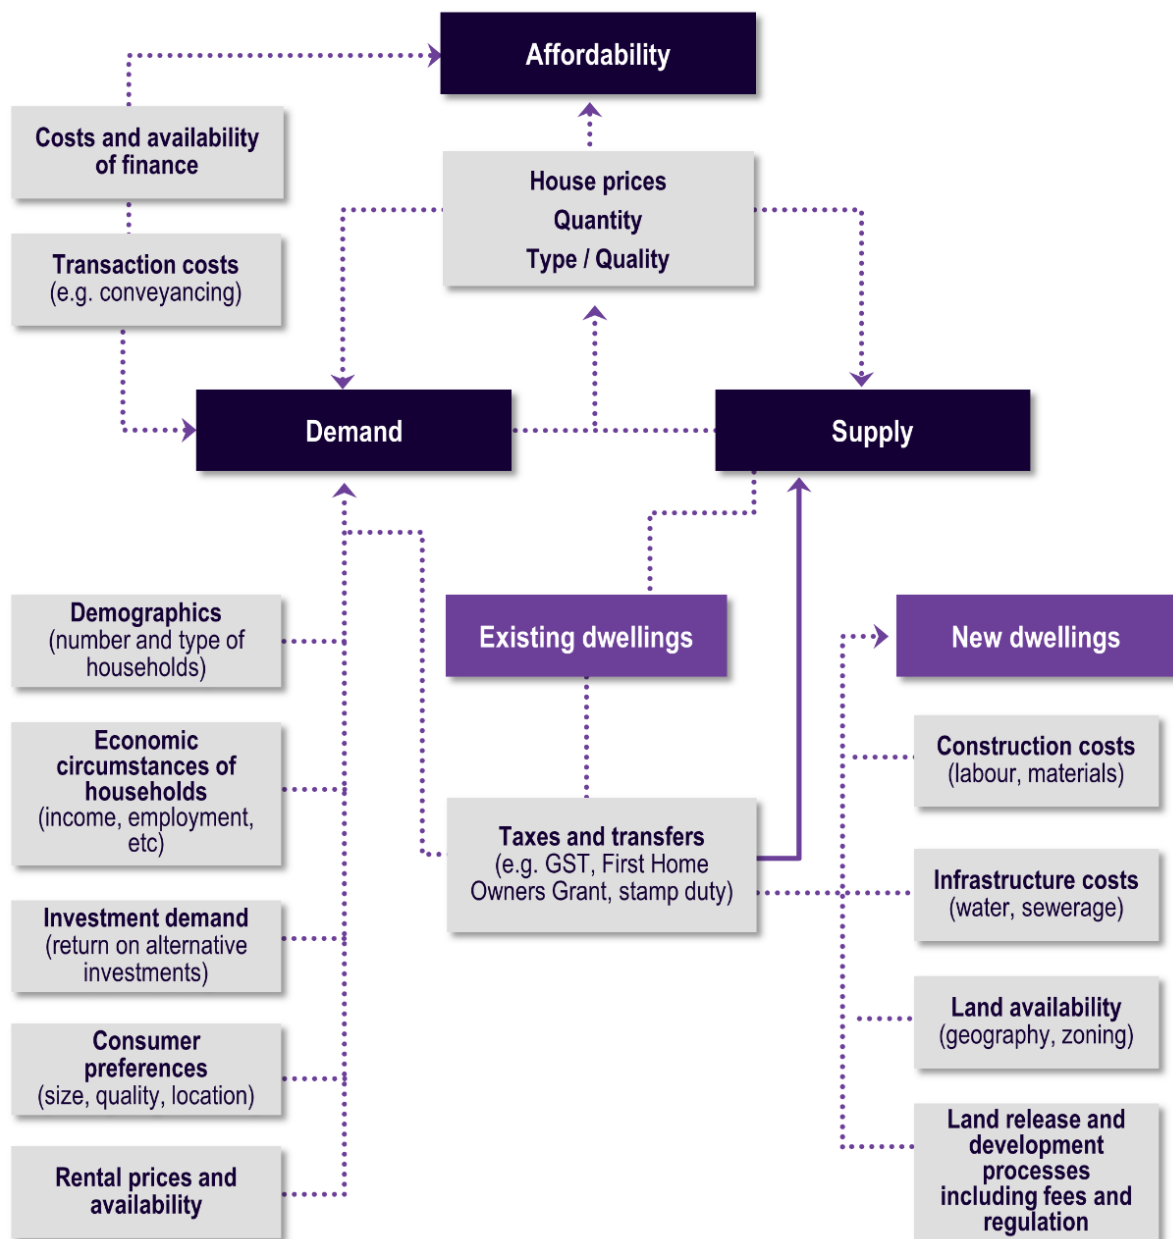 Affordability
Costs and availability
of finance
House prices
Quantity
Type / Quality
Transaction costs
(e.g. conveyancing)
Demand
Supply
Demographics
(number and type of
households)
Existing dwellings
New dwellings
Economic
circumstances of
households
(income, employment,
etc)
Construction costs
(labour, materials)
Taxes and transfers
(e.g. GST, First Home
Owners Grant, stamp duty)
Infrastructure costs
(water, sewerage)
Investment demand
(return on alternative
investments)
Land availability
(geography, zoning)
Consumer
preferences
(size, quality, location)
Rental prices and
availability
Land release and
development
processes
including fees and
regulation